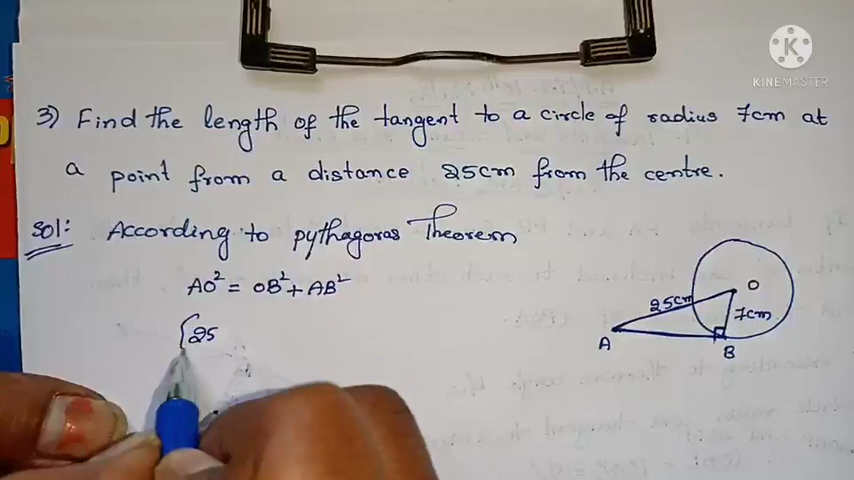 KINEMASTER
3) Find the length of the tangent to a circle of radius 7cm at
a point from a distance 25cm from the centre.
Sol: According to pythagoras Theorem
AO² = OB² + AB²
(25
O
25cm
7cm
A
B